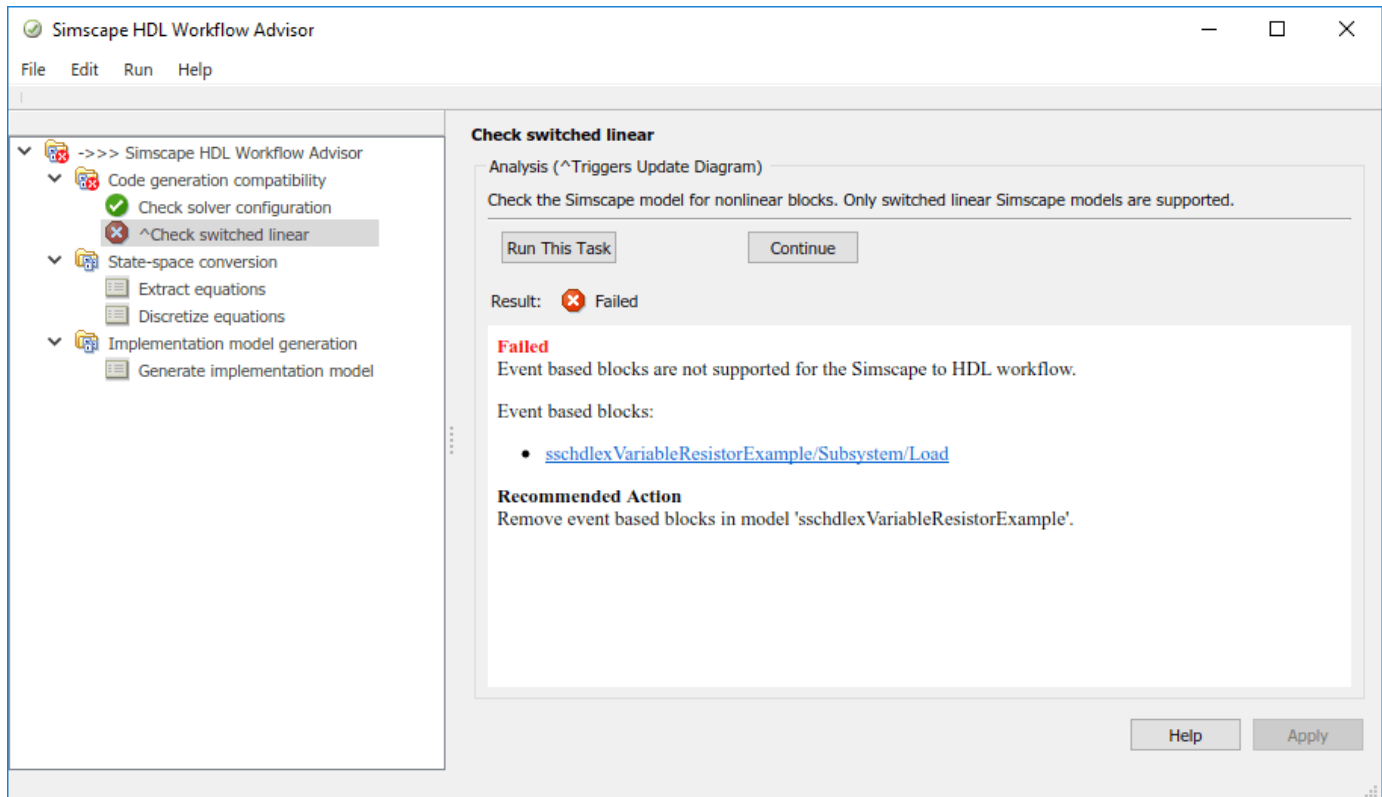 Simscape HDL Workflow Advisor
File Edit Run Help
->>> Simscape HDL Workflow Advisor
Code generation compatibility
Check solver configuration
^Check switched linear
State-space conversion
Extract equations
Discretize equations
Implementation model generation
Generate implementation model
Check switched linear
Analysis (^Triggers Update Diagram)
Check the Simscape model for nonlinear blocks. Only switched linear Simscape models are supported.
Run This Task Continue
Result: Failed
Failed
Event based blocks are not supported for the Simscape to HDL workflow.
Event based blocks:
• sschdlexVariableResistorExample/Subsystem/Load
Recommended Action
Remove event based blocks in model 'sschdlexVariableResistorExample'.
Help Apply